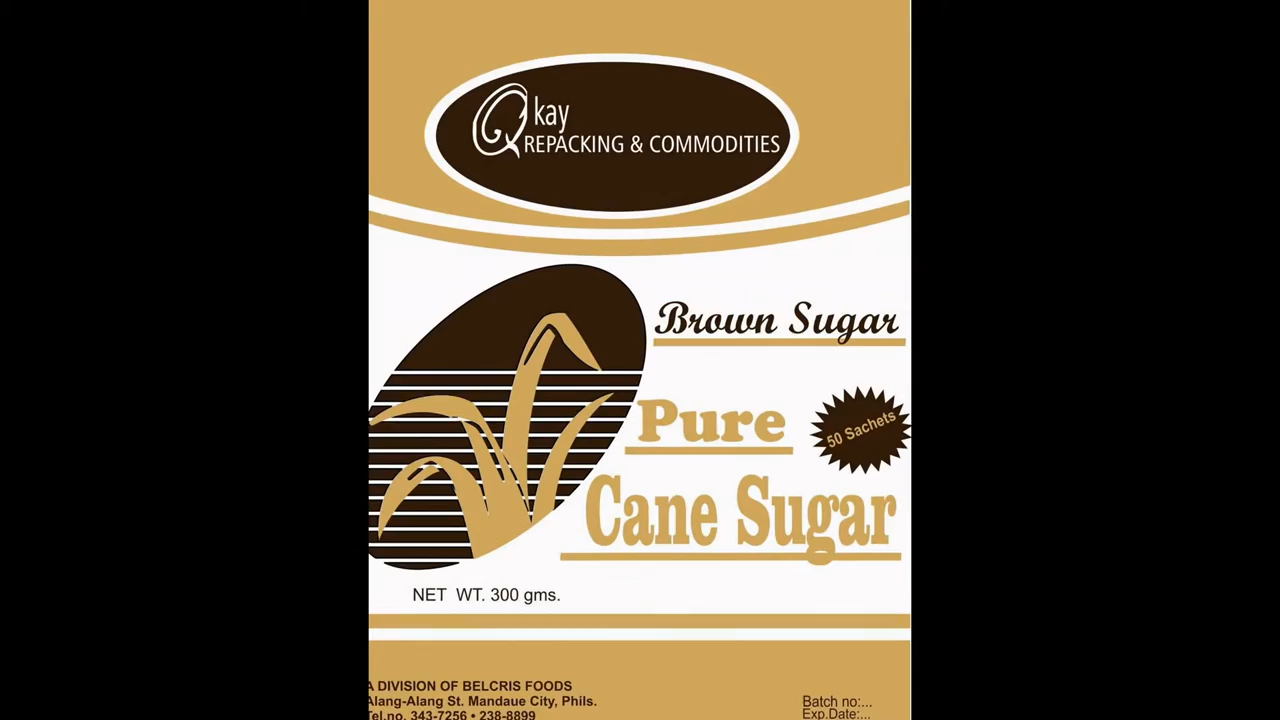 Qkay
REPACKING & COMMODITIES
Brown Sugar
Pure
50 Sachets
Cane Sugar
NET WT. 300 gms.
A DIVISION OF BELCRIS FOODS
Alang-Alang St. Mandaue City, Phils.
Tel.no. 343-7256 • 238-8899
Batch no:...
Exp.Date:...